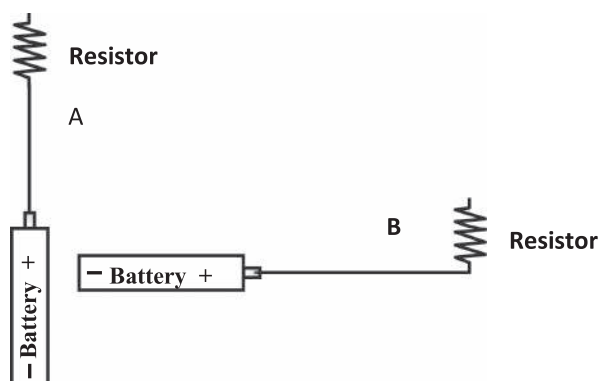 Resistor
A
B
Resistor
− Battery +
− Battery +